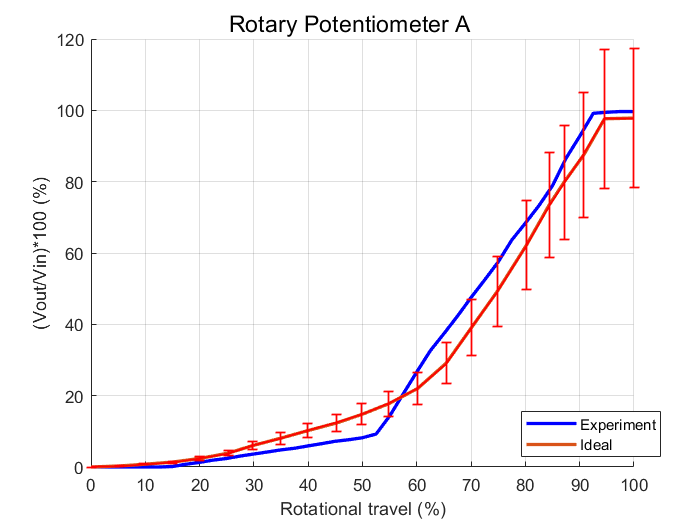 Rotary Potentiometer A
120
100
80
60
40
20
0
(Vout/Vin)*100 (%)
0 10 20 30 40 50 60 70 80 90 100
Rotational travel (%)
Experiment
Ideal